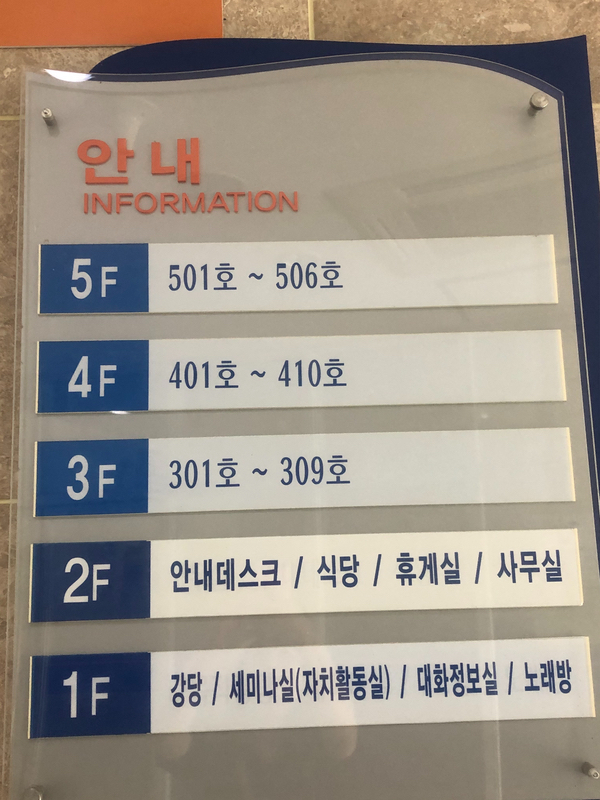 안내
INFORMATION
5F 501호 ~ 506호
4F 401호 ~ 410호
3F 301호 ~ 309호
2F 안내데스크 / 식당 / 휴게실 / 사무실
1F 강당 / 세미나실(자치활동실) / 대화정보실 / 노래방